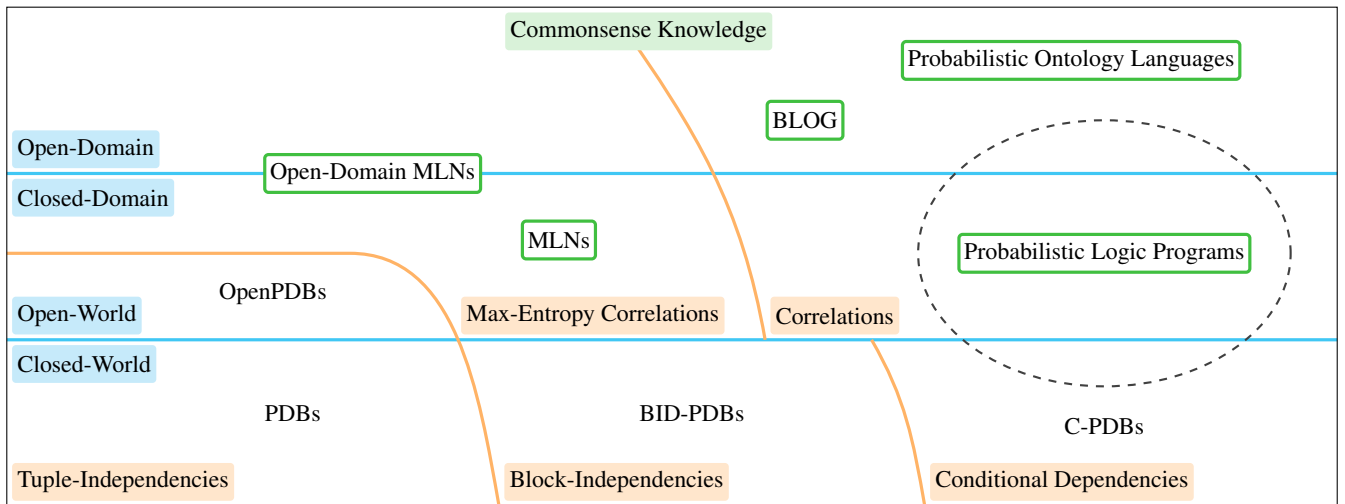 Commonsense Knowledge
Probabilistic Ontology Languages
BLOG
Open-Domain
Open-Domain MLNs
Closed-Domain
MLNs
Probabilistic Logic Programs
OpenPDBs
Open-World
Max-Entropy Correlations
Correlations
Closed-World
PDBs
BID-PDBs
C-PDBs
Tuple-Independencies
Block-Independencies
Conditional Dependencies